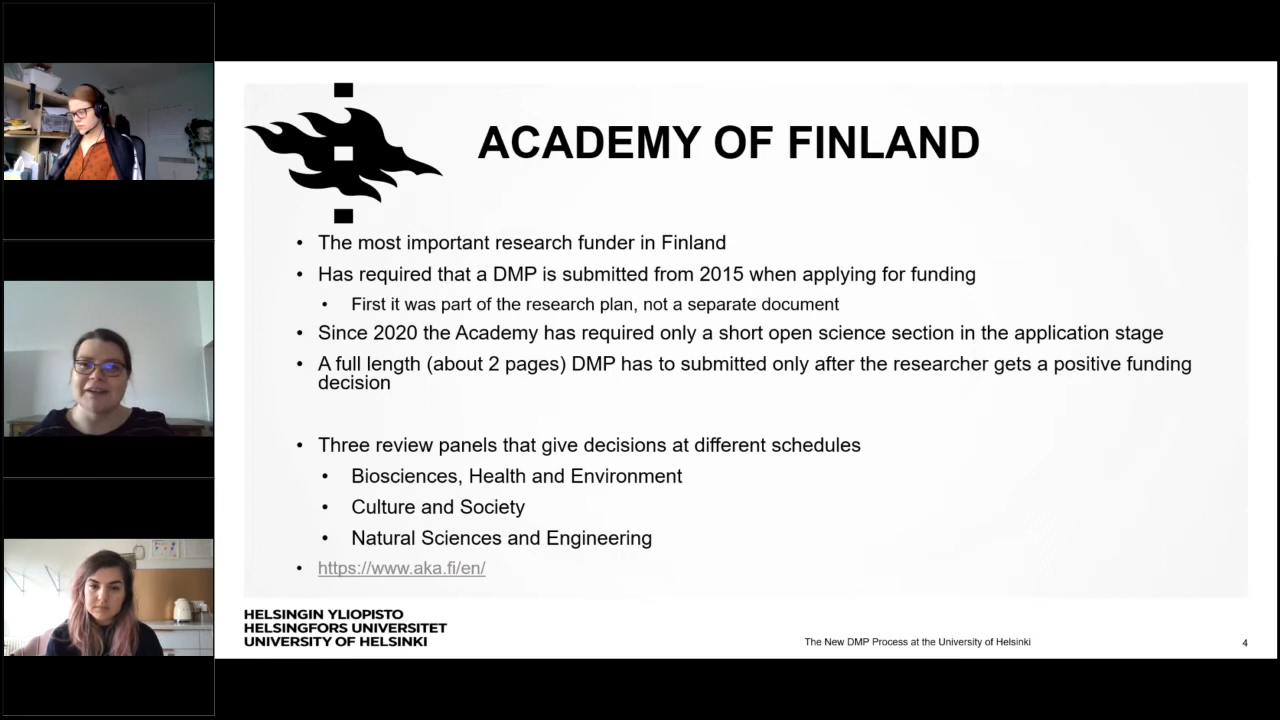 ACADEMY OF FINLAND
• The most important research funder in Finland
• Has required that a DMP is submitted from 2015 when applying for funding
• First it was part of the research plan, not a separate document
• Since 2020 the Academy has required only a short open science section in the application stage
• A full length (about 2 pages) DMP has to submitted only after the researcher gets a positive funding
decision
• Three review panels that give decisions at different schedules
• Biosciences, Health and Environment
• Culture and Society
• Natural Sciences and Engineering
• https://www.aka.fi/en/
HELSINGIN YLIOPISTO
HELSINGFORS UNIVERSITET
UNIVERSITY OF HELSINKI
The New DMP Process at the University of Helsinki
4